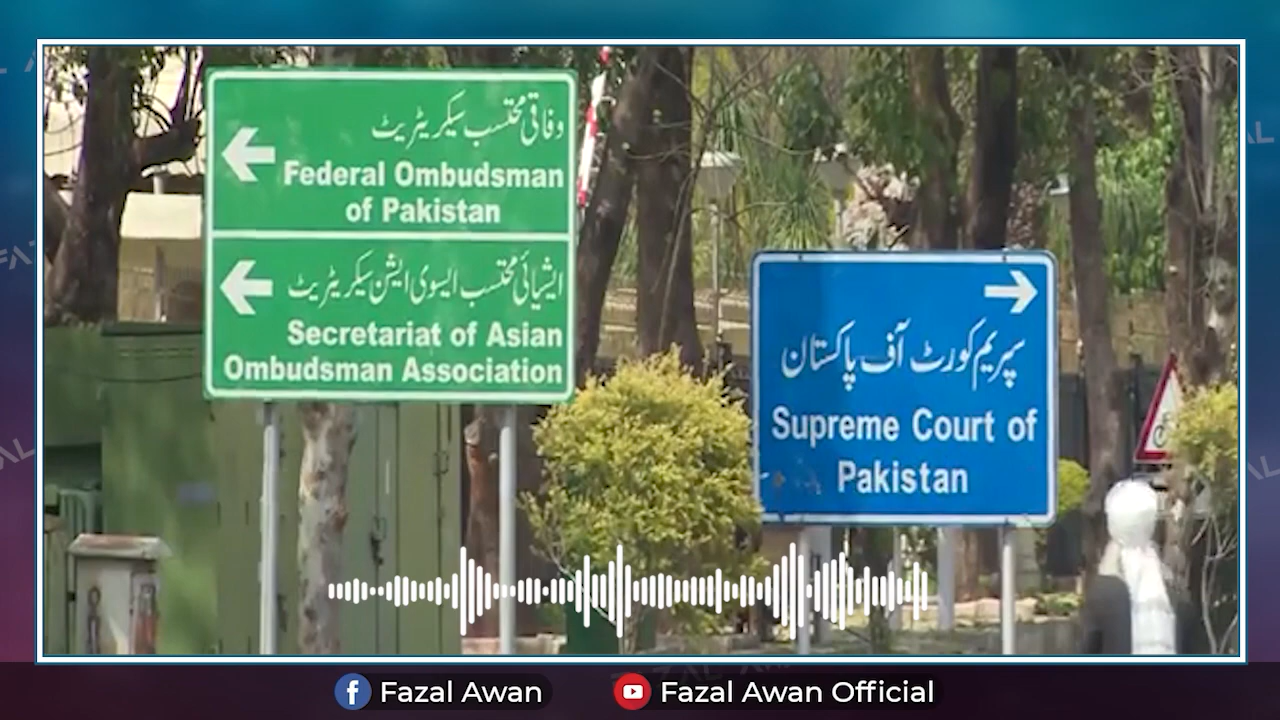 وفاقی محتسب سیکریٹریٹ
Federal Ombudsman
of Pakistan
ایشیائی محتسب ایسوی ایشن سیکریٹریٹ
Secretariat of Asian
Ombudsman Association
سپریم کورٹ آف پاکستان
Supreme Court of
Pakistan
Fazal Awan
Fazal Awan Official